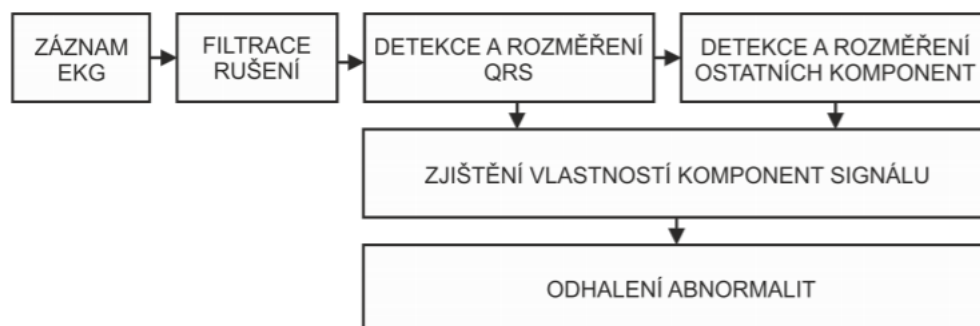 ZÁZNAM
EKG
FILTRACE
RUŠENÍ
DETEKCE A ROZMĚŘENÍ
QRS
DETEKCE A ROZMĚŘENÍ
OSTATNÍCH KOMPONENT
ZJIŠTĚNÍ VLASTNOSTÍ KOMPONENT SIGNÁLU
ODHALENÍ ABNORMALIT